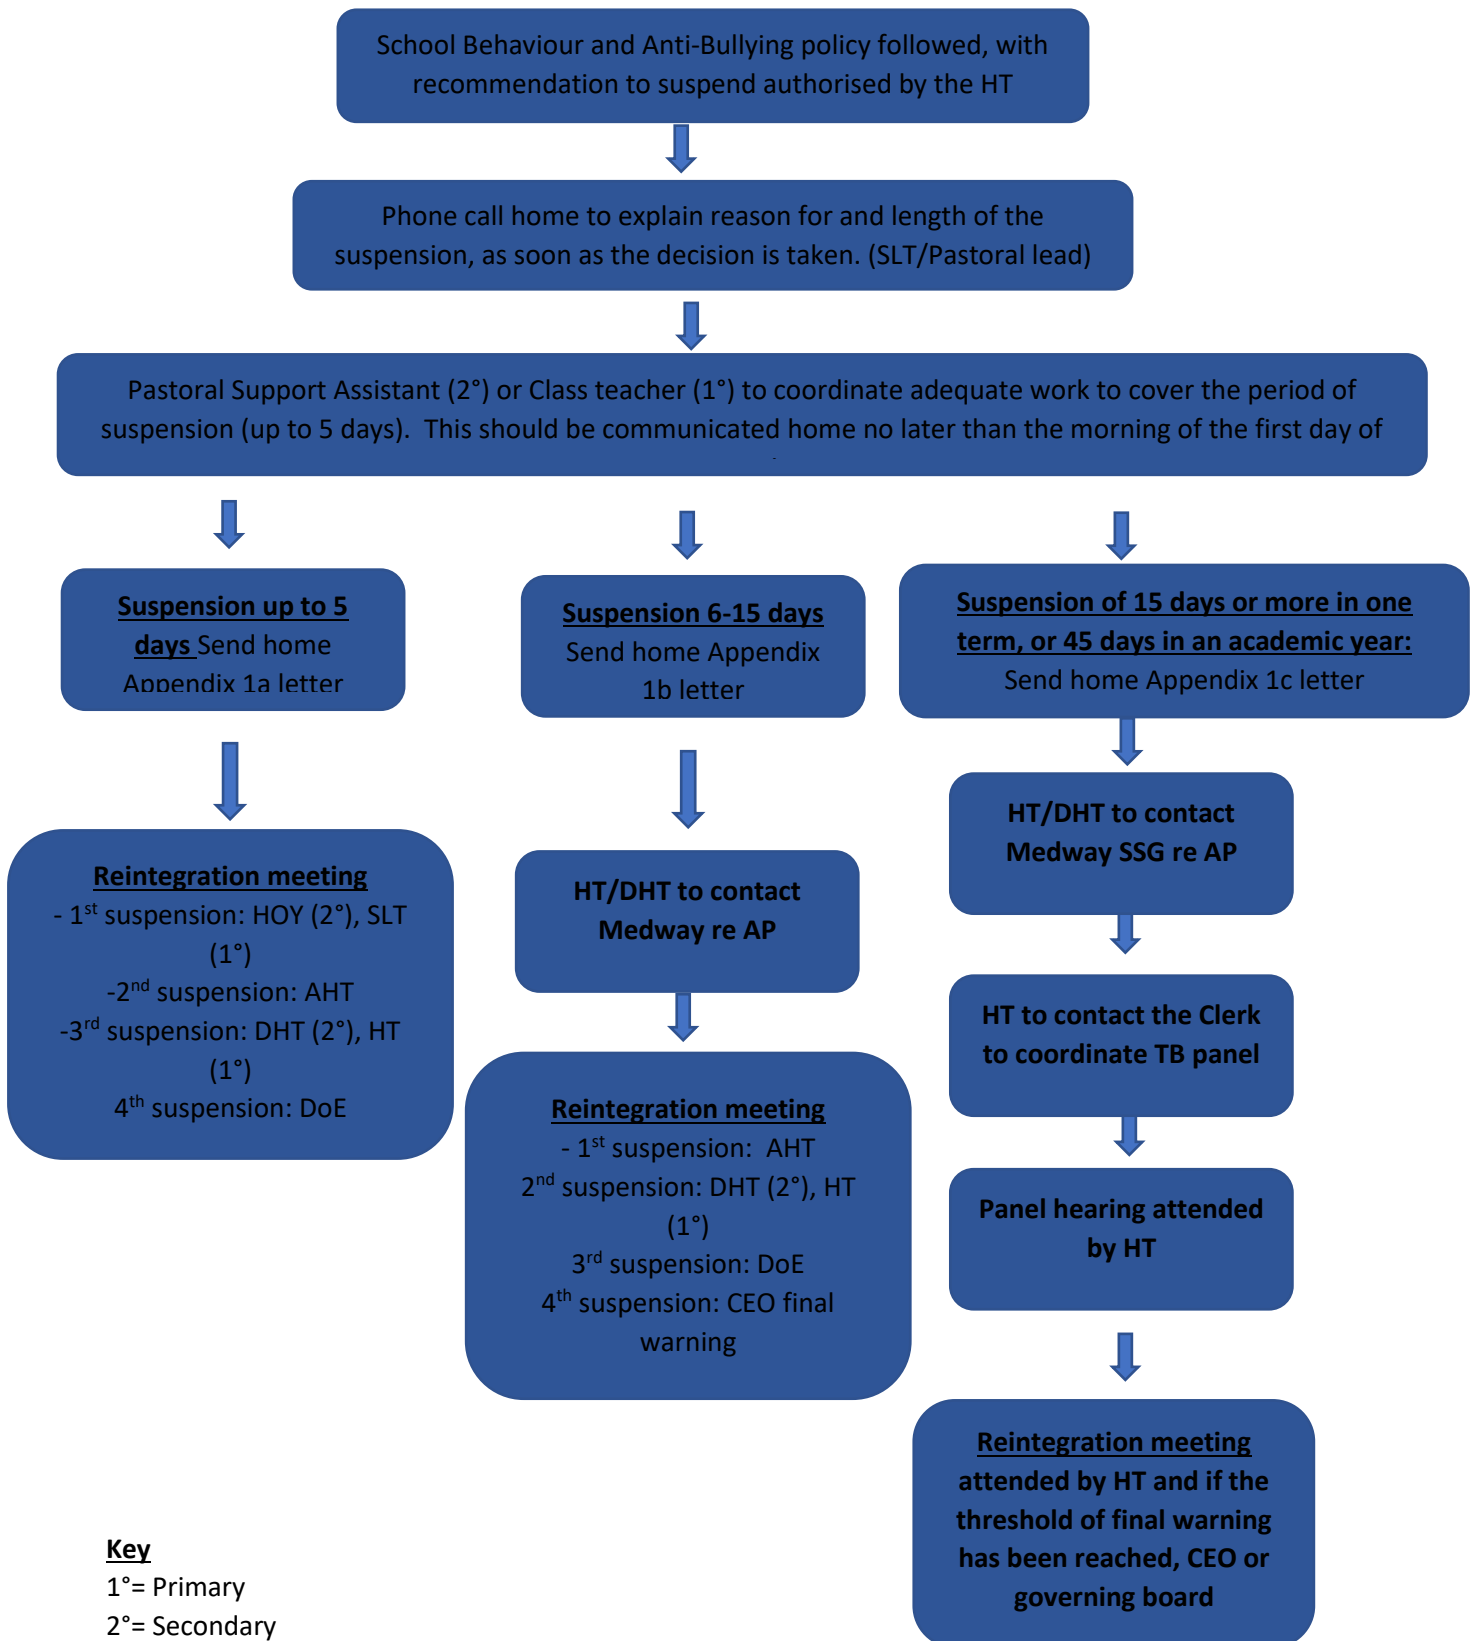 School Behaviour and Anti-Bullying policy followed, with
recommendation to suspend authorised by the HT
Phone call home to explain reason for and length of the
suspension, as soon as the decision is taken. (SLT/Pastoral lead)
Pastoral Support Assistant (2°) or Class teacher (1°) to coordinate adequate work to cover the period of
suspension (up to 5 days).  This should be communicated home no later than the morning of the first day of
Suspension up to 5
days Send home
Appendix 1a letter
Suspension 6-15 days
Send home Appendix
1b letter
Suspension of 15 days or more in one
term, or 45 days in an academic year:
Send home Appendix 1c letter
Reintegration meeting
- 1st suspension: HOY (2°), SLT
(1°)
-2nd suspension: AHT
-3rd suspension: DHT (2°), HT
(1°)
4th suspension: DoE
HT/DHT to contact
Medway re AP
Reintegration meeting
- 1st suspension:  AHT
2nd suspension: DHT (2°), HT
(1°)
3rd suspension: DoE
4th suspension: CEO final
warning
HT/DHT to contact
Medway SSG re AP
HT to contact the Clerk
to coordinate TB panel
Panel hearing attended
by HT
Reintegration meeting
attended by HT and if the
threshold of final warning
has been reached, CEO or
governing board
Key
1°= Primary
2°= Secondary